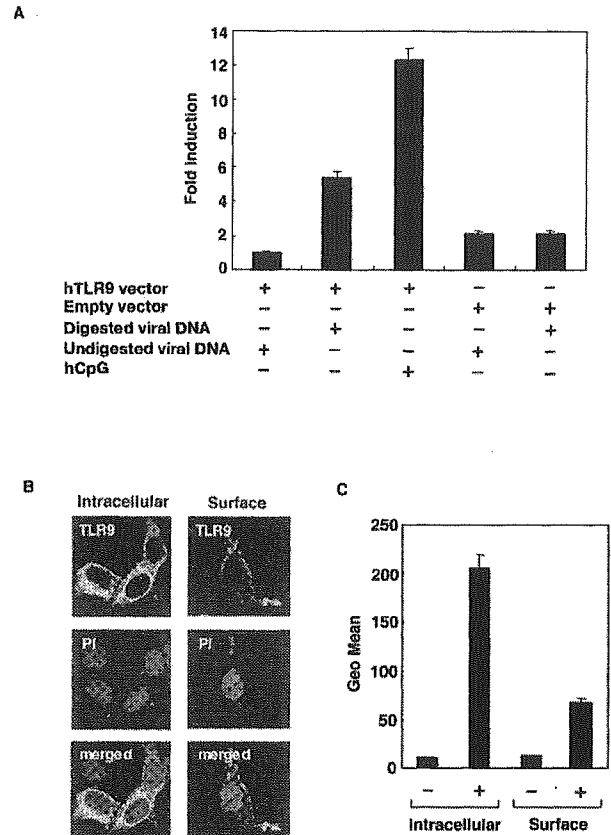 A
14
12
10
8
6
4
2
0
Fold induction
hTLR9 vector + + + − −
Empty vector − − − + +
Digested viral DNA − + − − +
Undigested viral DNA + − − + −
hCpG − − + − −
B
Intracellular Surface
TLR9 TLR9
PI PI
merged merged
C
250
200
150
100
50
0
Geo Mean
− + − +
Intracellular Surface